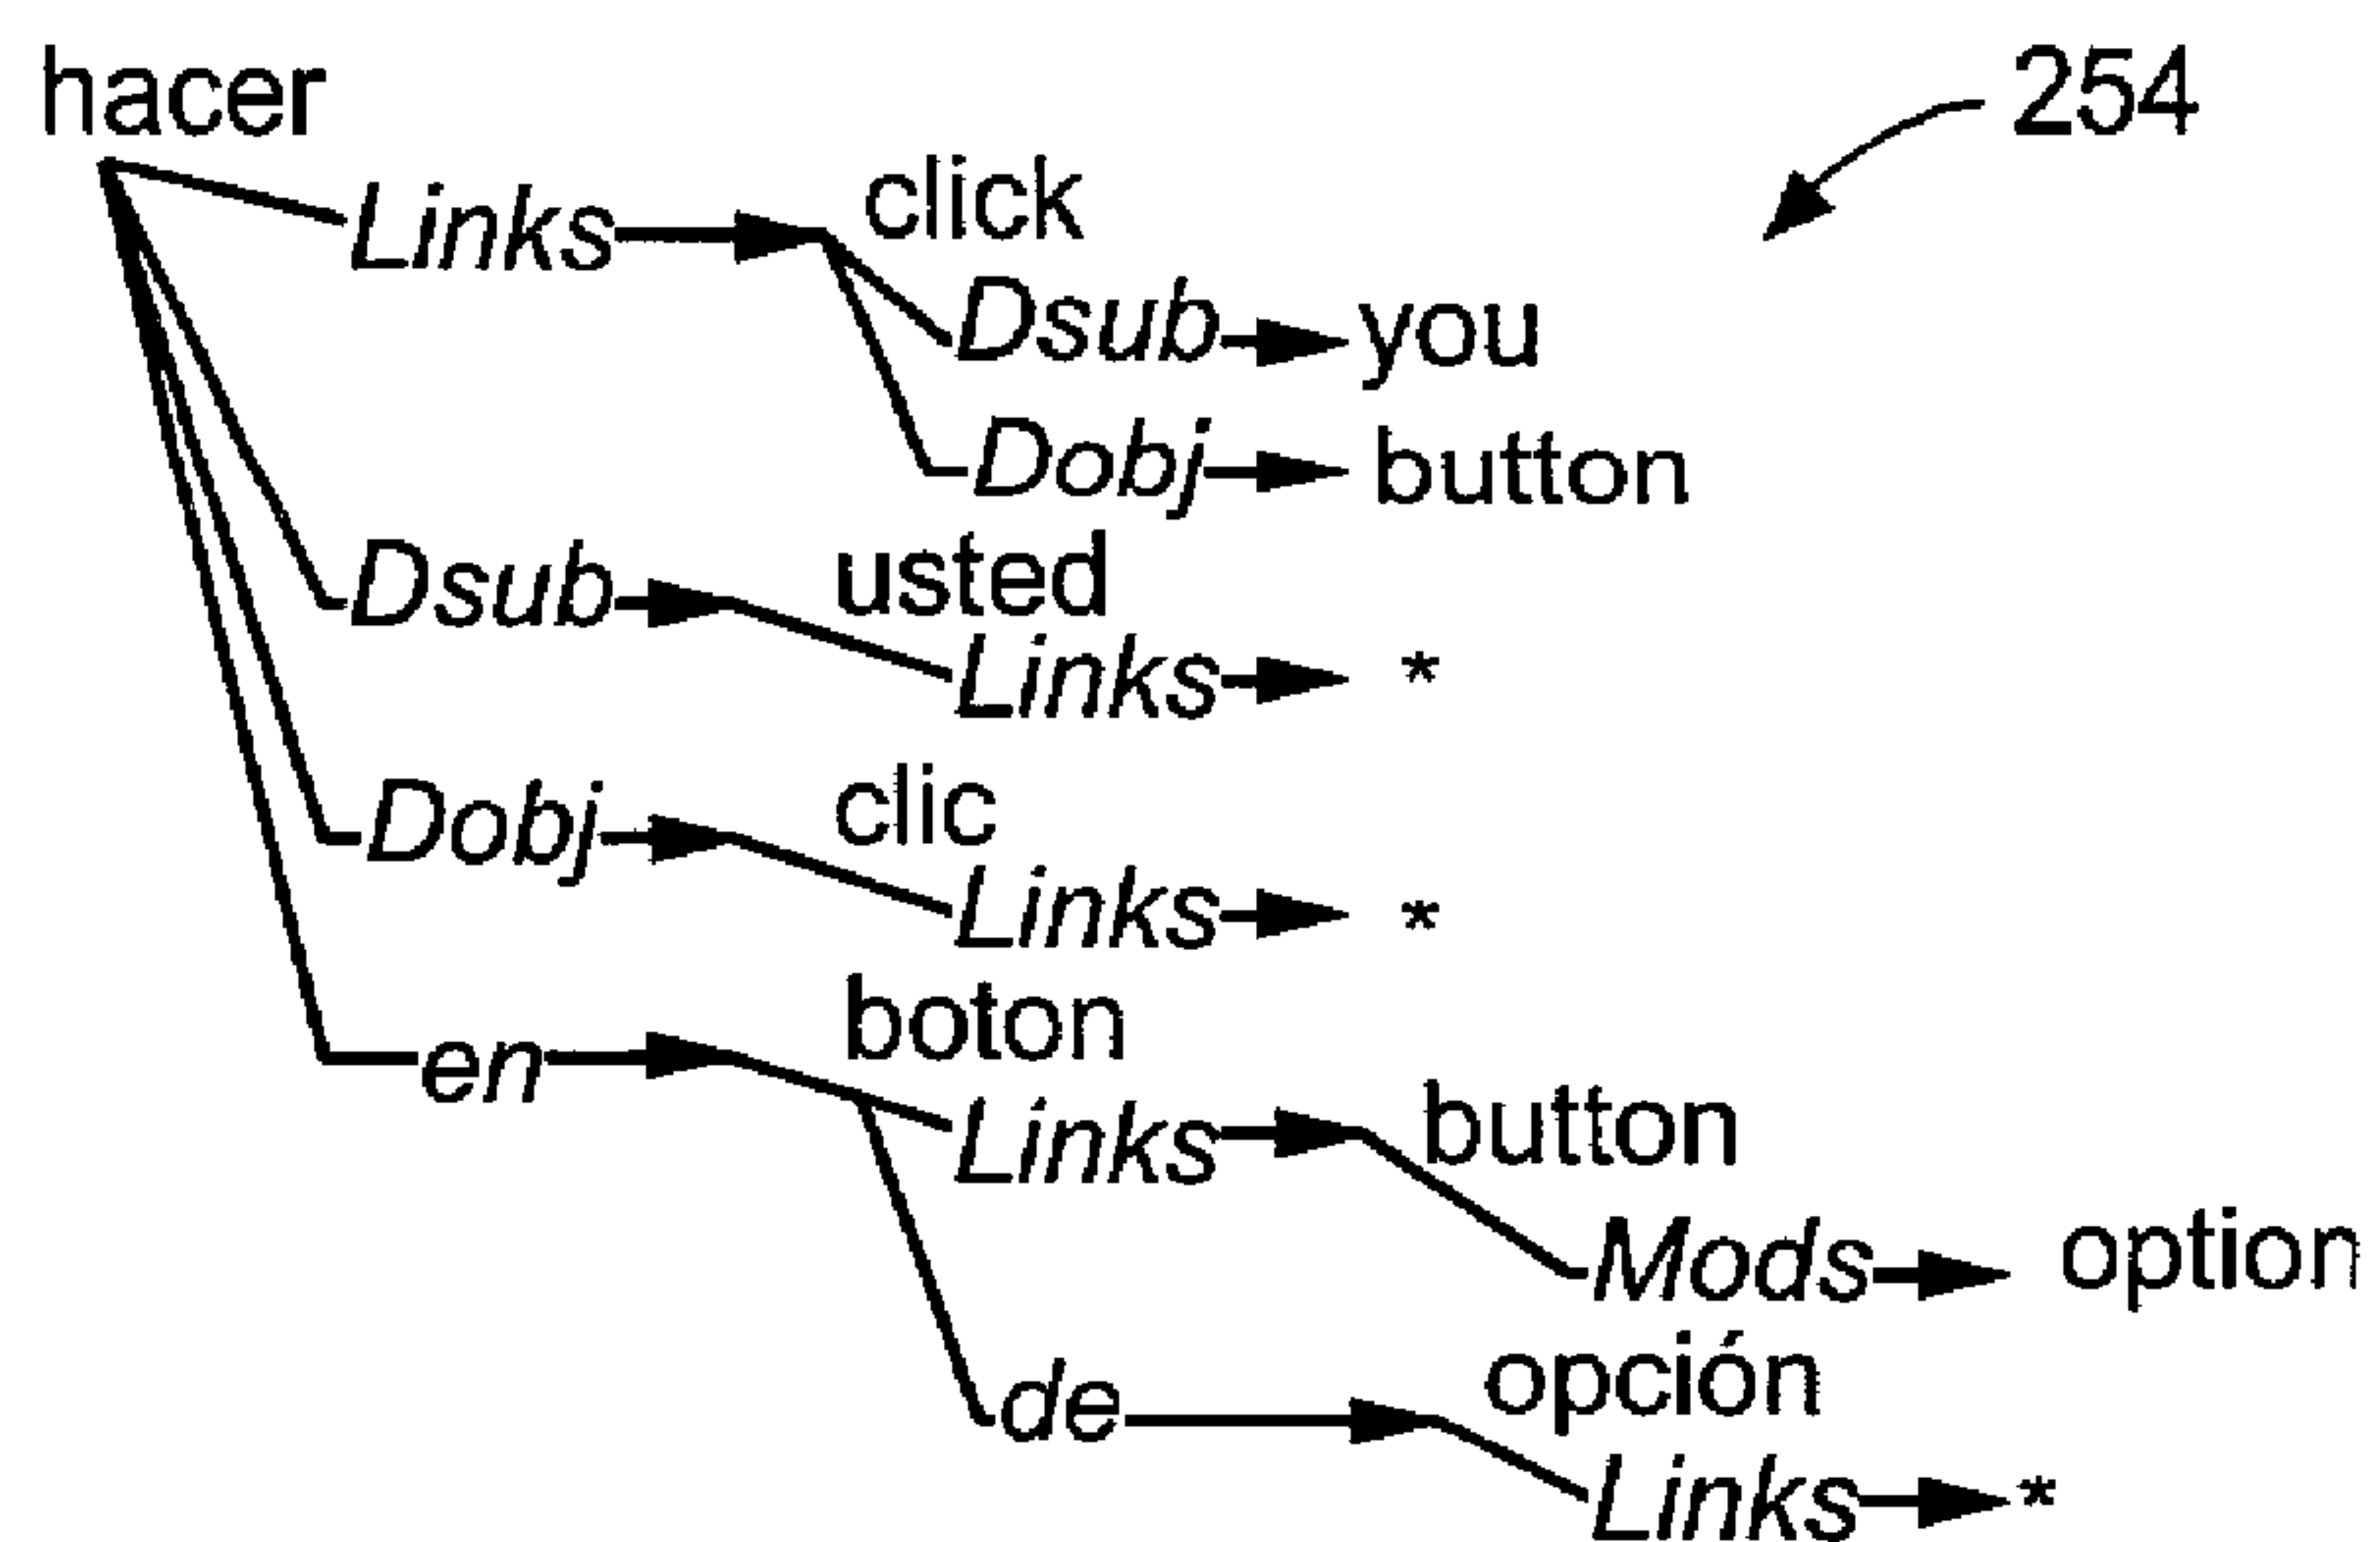 hacer
254
click
Links
Dsub you
Dobj button
usted
Dsub
Links *
clic
Dobj
Links *
boton
en
Links button
Mods option
de opción
Links *